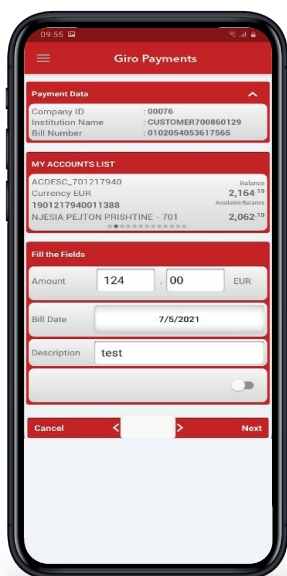 09:55
Giro Payments
Payment Data
Company ID : 00076
Institution Name : CUSTOMER700860129
Bill Number : 0102054053617565
MY ACCOUNTS LIST
ACDESC_701217940 Balance
Currency EUR 2,164.19
1901217940011388 Available Balance
NJESIA PEJTON PRISHTINE - 701 2,062.19
Fill the Fields
Amount 124 . 00 EUR
Bill Date 7/5/2021
Description test
Cancel < > Next